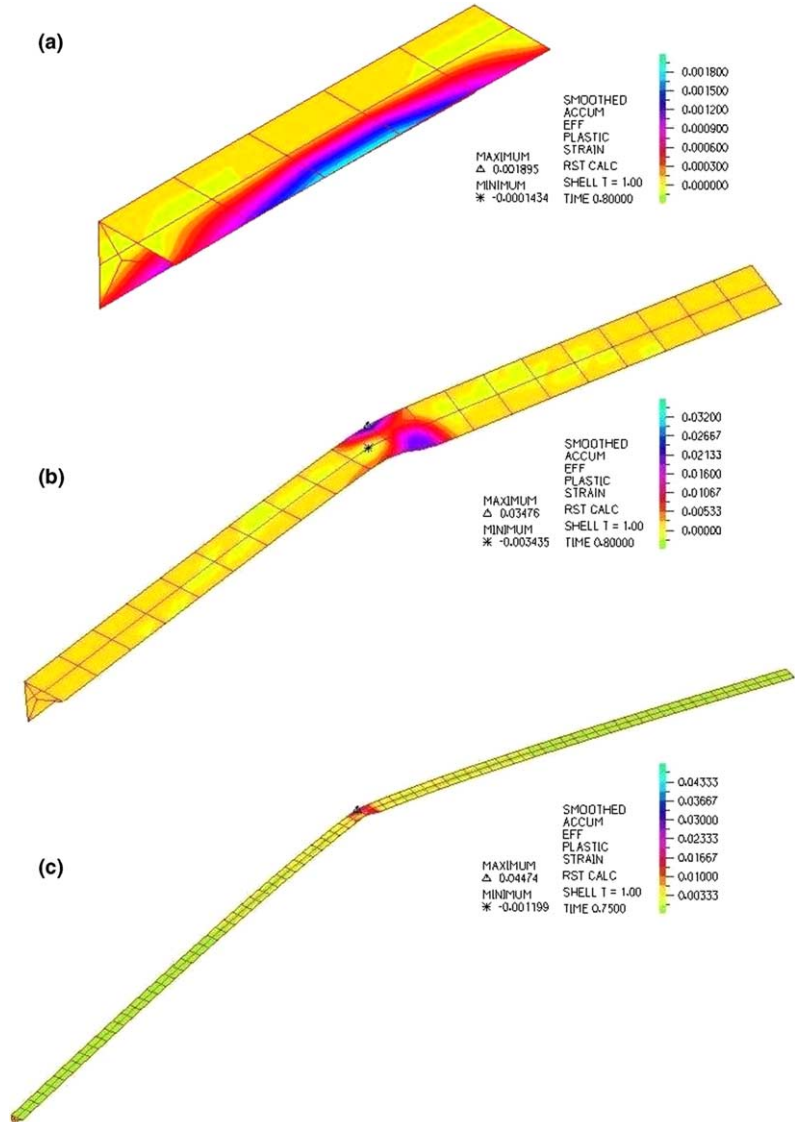 (a)
SMOOTHED
ACCUM
EFF
PLASTIC
STRAIN
RST CALC
SHELL T = 1.00
TIME 0.80000
MAXIMUM
△ 0.001895
MINIMUM
* -0.0001434
0.001800
0.001500
0.001200
0.000900
0.000600
0.000300
0.000000
(b)
SMOOTHED
ACCUM
EFF
PLASTIC
STRAIN
RST CALC
SHELL T = 1.00
TIME 0.80000
MAXIMUM
△ 0.03476
MINIMUM
* -0.003435
0.03200
0.02667
0.02133
0.01600
0.01067
0.00533
0.00000
(c)
SMOOTHED
ACCUM
EFF
PLASTIC
STRAIN
RST CALC
SHELL T = 1.00
TIME 0.7500
MAXIMUM
△ 0.04474
MINIMUM
* -0.001199
0.04333
0.03667
0.03000
0.02333
0.01667
0.01000
0.00333